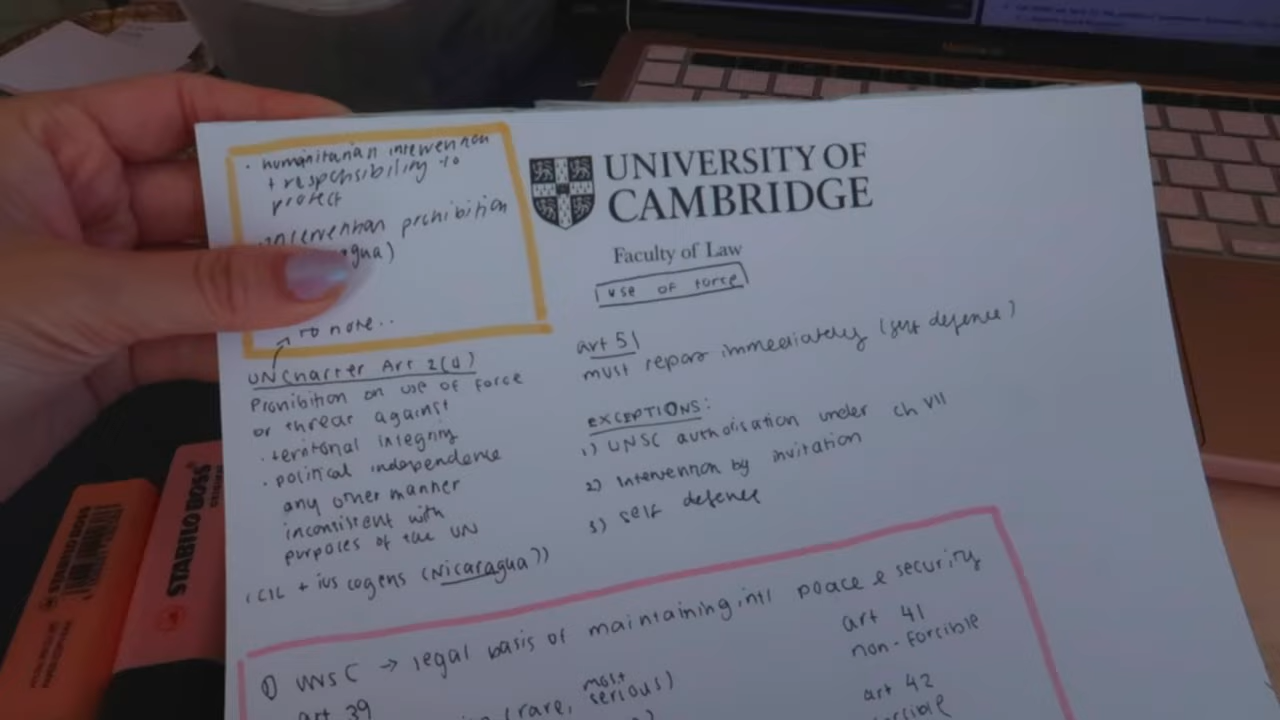 · humanitarian intervention
+ responsibility to
protect
intervention prohibition
agua)
to note..
UN Charter Art 2(4)
Prohibition on use of force
or threat against
· territorial integrity
· political independence
any other manner
inconsistent with
purposes of the UN
(CIL + ius cogens (Nicaragua))
UNIVERSITY OF
CAMBRIDGE
Faculty of Law
use of force
art 51
must report immediately (self defence)
EXCEPTIONS:
1) UNSC authorisation under ch VII
2) intervention by invitation
3) self defence
① UNSC → legal basis of maintaining intl peace & security
art 39
(rare, most serious)
art 41
non-forcible
art 42
STABILO BOSS